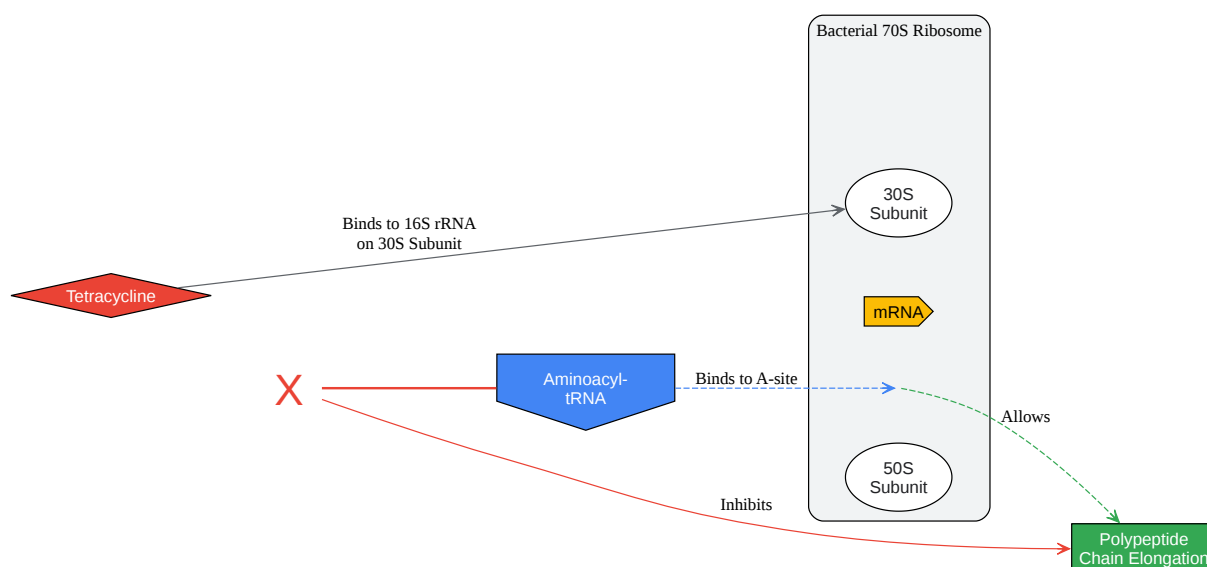 Bacterial 70S Ribosome
30S
Subunit
Binds to 16S rRNA
on 30S Subunit
Tetracycline
mRNA
X
Aminoacyl-
tRNA
Binds to A-site
Allows
50S
Subunit
Inhibits
Polypeptide
Chain Elongation